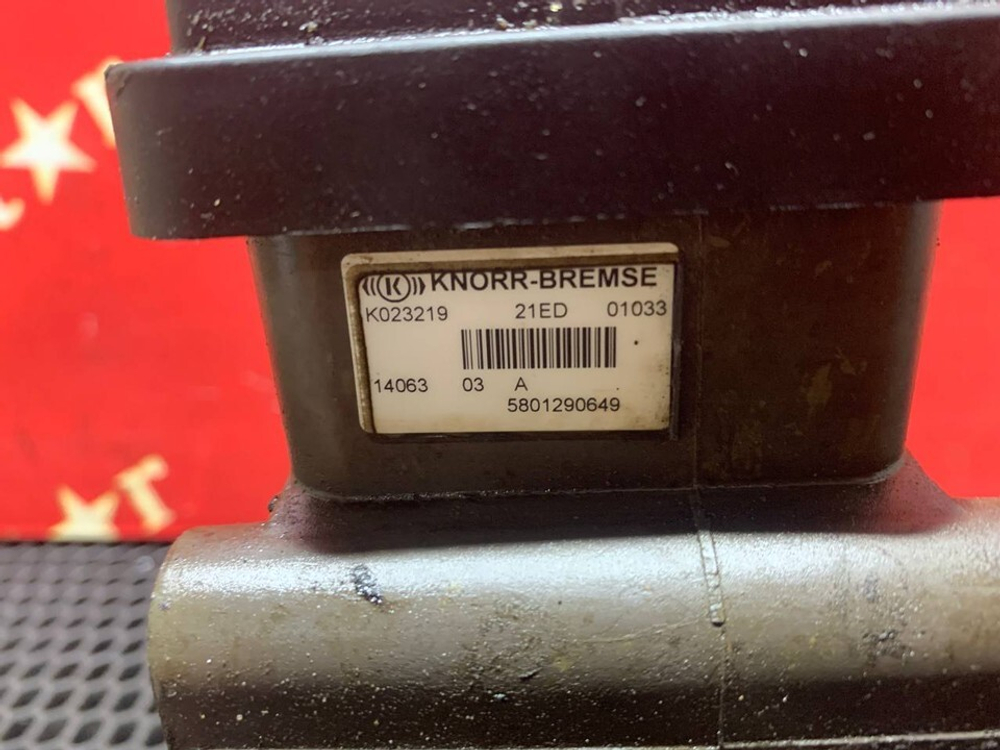 K KNORR-BREMSE
K023219 21ED 01033
14063 03 A
5801290649